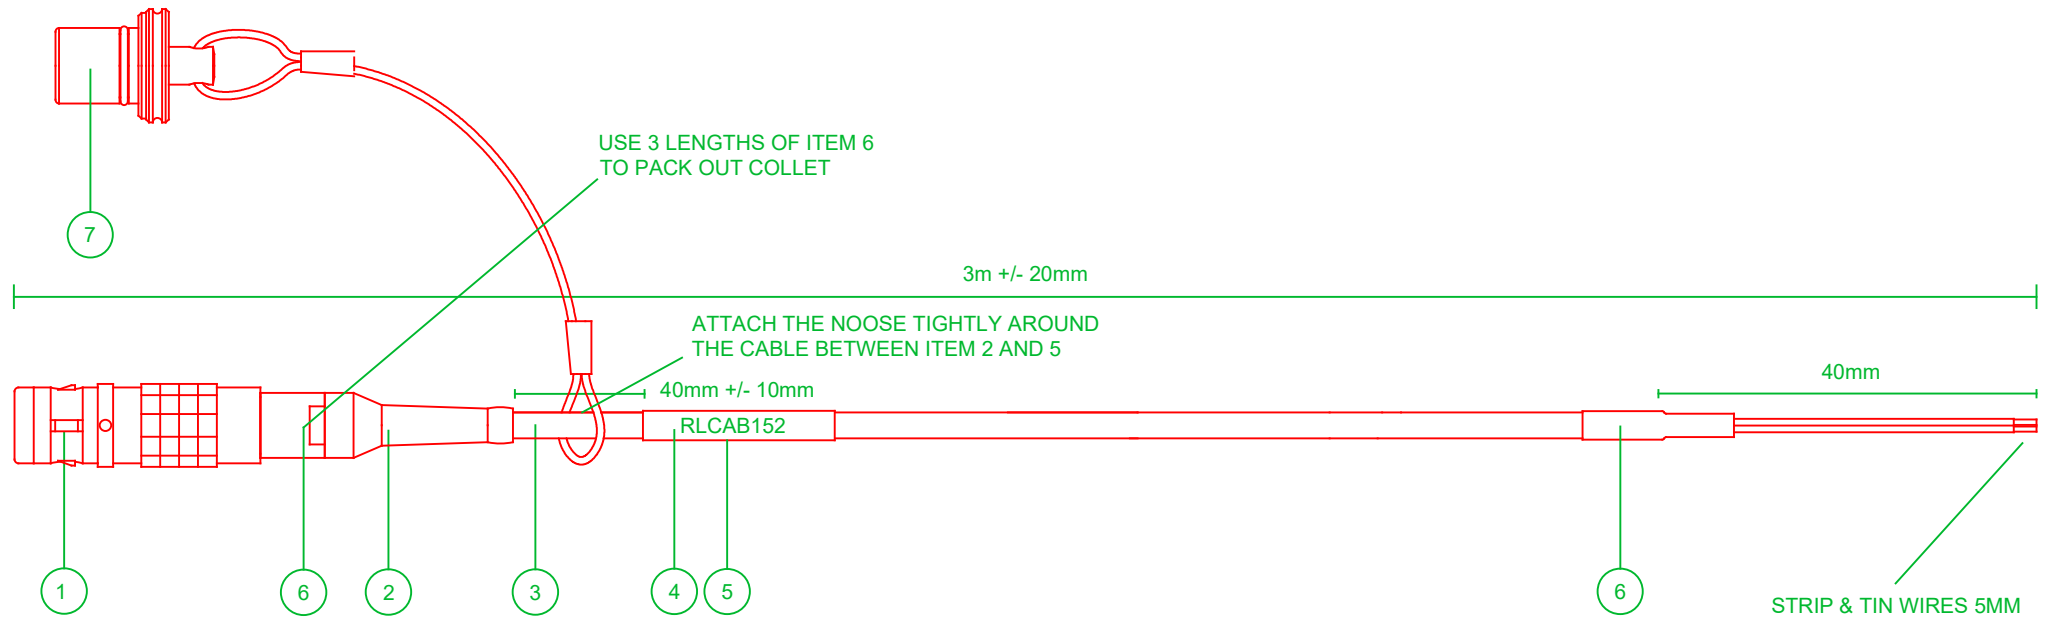 USE 3 LENGTHS OF ITEM 6
TO PACK OUT COLLET
7
3m +/- 20mm
ATTACH THE NOOSE TIGHTLY AROUND
THE CABLE BETWEEN ITEM 2 AND 5
40mm +/- 10mm
40mm
RLCAB152
1
6
2
3
4
5
6
STRIP & TIN WIRES 5MM